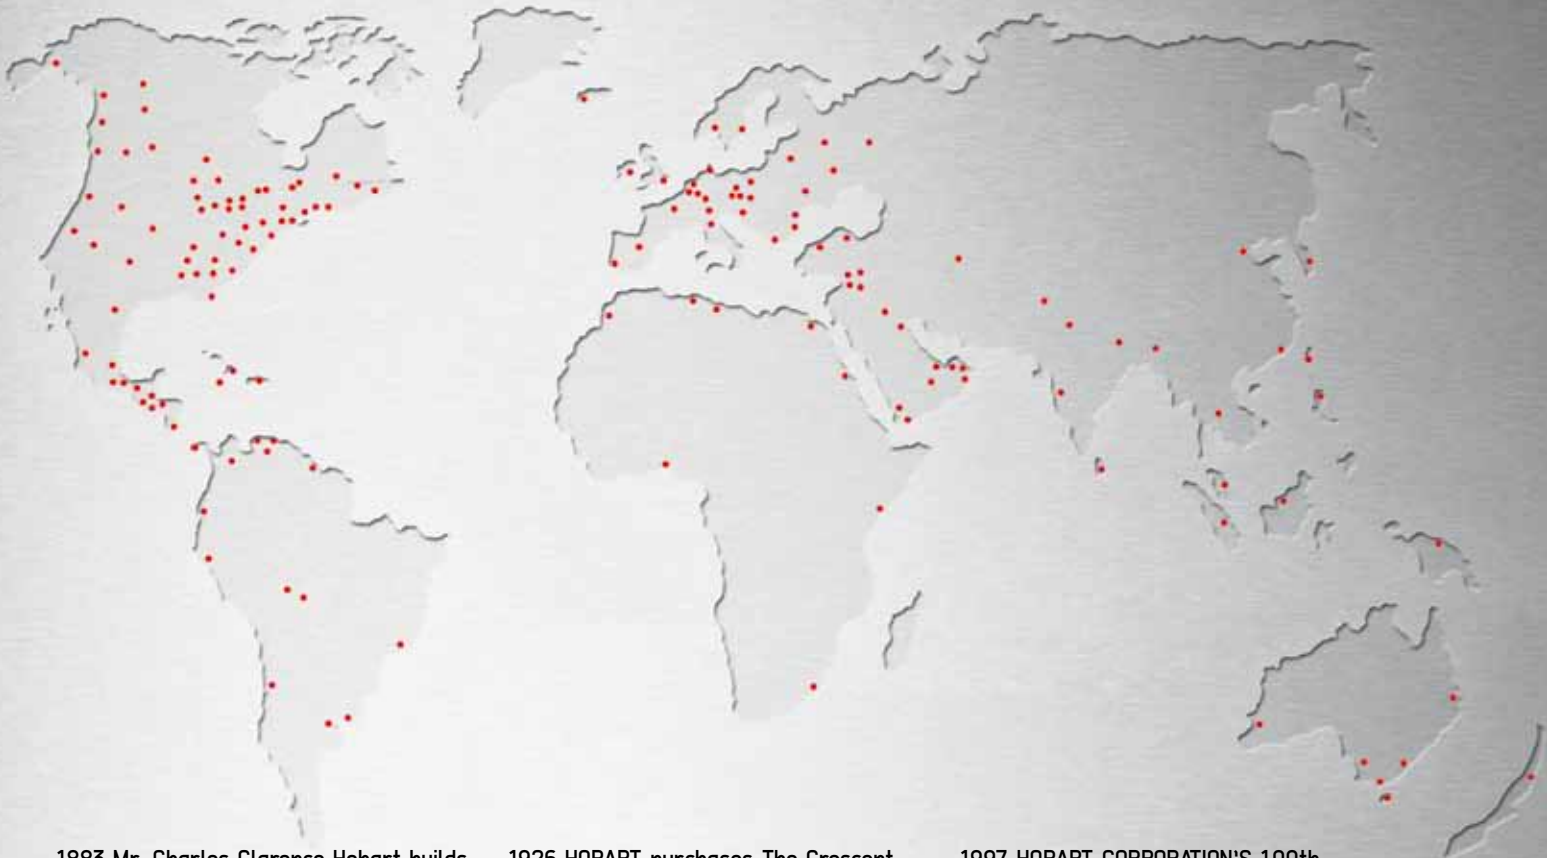 1883 Mr. Charles Clarence Hobart builds
1926 HOBART purchases The Crescent
1997 HOBART CORPORATION'S 100th